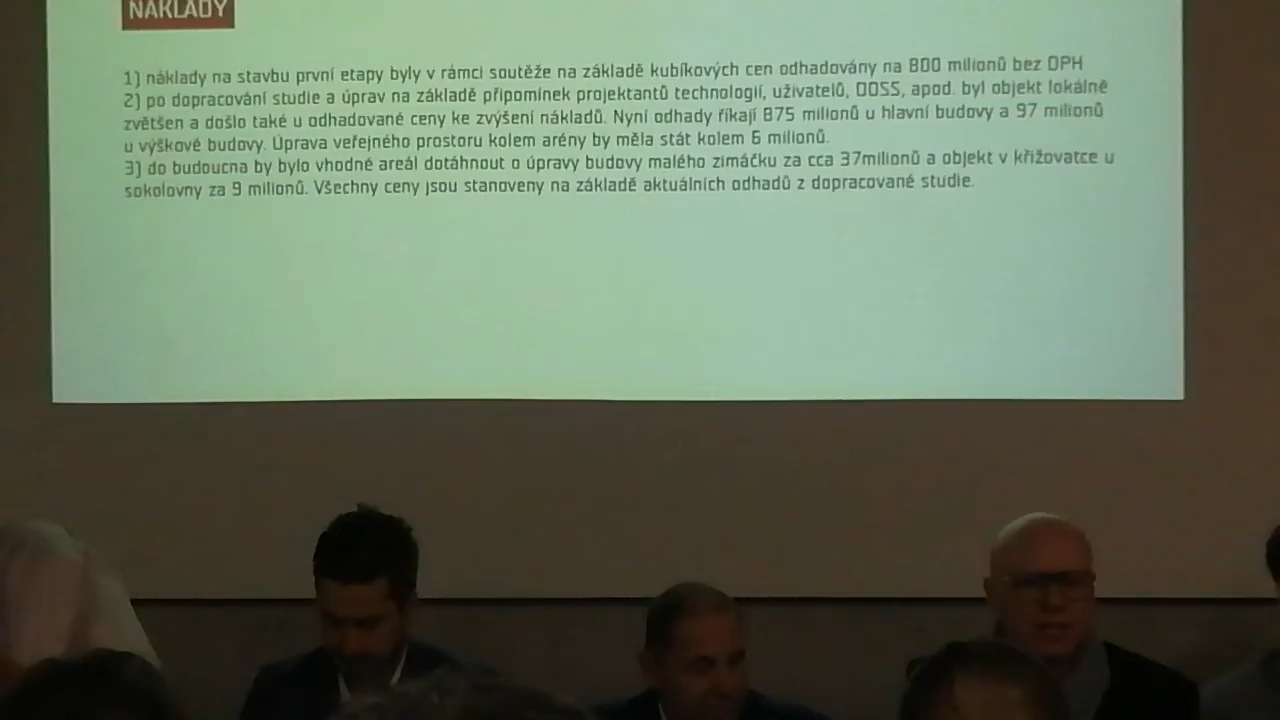 NÁKLADY
1) náklady na stavbu první etapy byly v rámci soutěže na základě kubíkových cen odhadovány na 800 milionů bez DPH
2) po dopracování studie a úprav na základě připomínek projektantů technologií, uživatelů, DOSS, apod. byl objekt lokálně
zvětšen a došlo také u odhadované ceny ke zvýšení nákladů. Nyní odhady říkají 875 milionů u hlavní budovy a 97 milionů
u výškové budovy. Úprava veřejného prostoru kolem arény by měla stát kolem 6 milionů.
3) do budoucna by bylo vhodné areál dotáhnout o úpravy budovy malého zimáčku za cca 37milionů a objekt v křižovatce u
sokolovny za 9 milionů. Všechny ceny jsou stanoveny na základě aktuálních odhadů z dopracované studie.